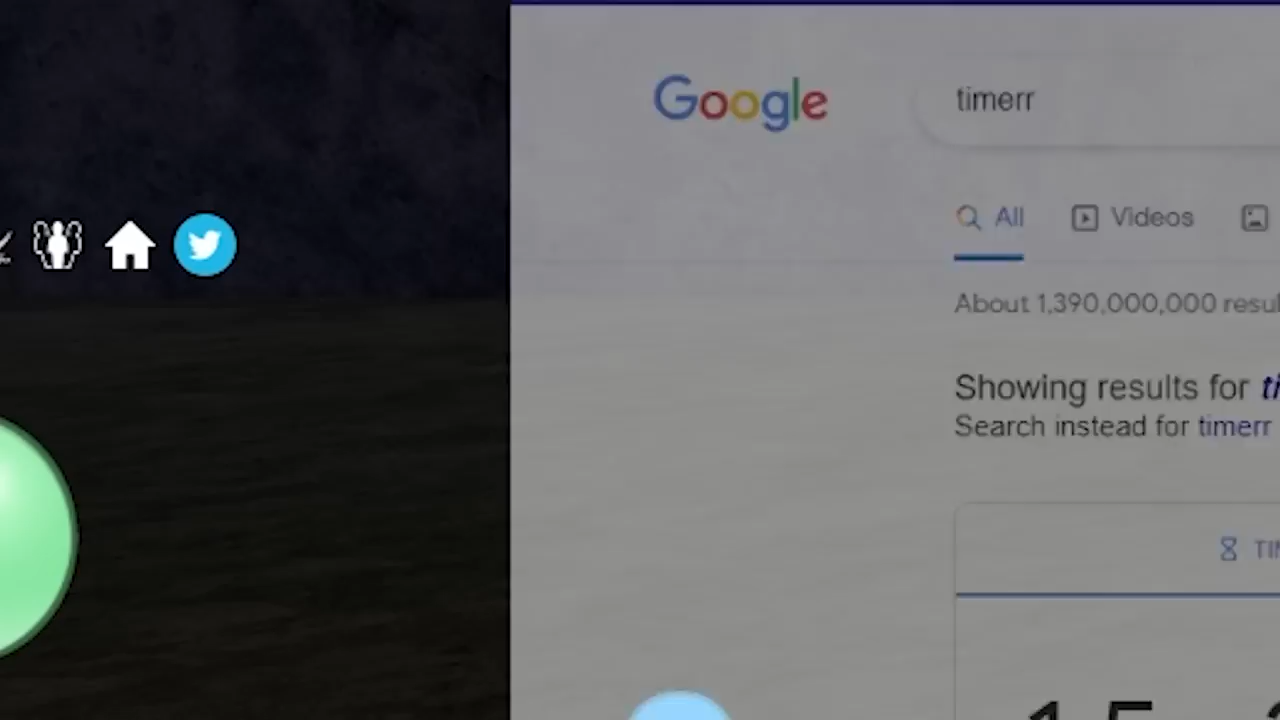 Google
timerr
All
Videos
About 1,390,000,000
Showing results for
Search instead for timerr